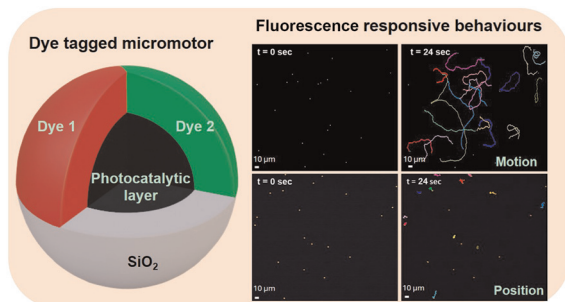 Dye tagged micromotor
Dye 1
Dye 2
Photocatalytic
layer
SiO₂
Fluorescence responsive behaviours
t = 0 sec
10 µm
t = 24 sec
10 µm
Motion
t = 0 sec
10 µm
t = 24 sec
10 µm
Position